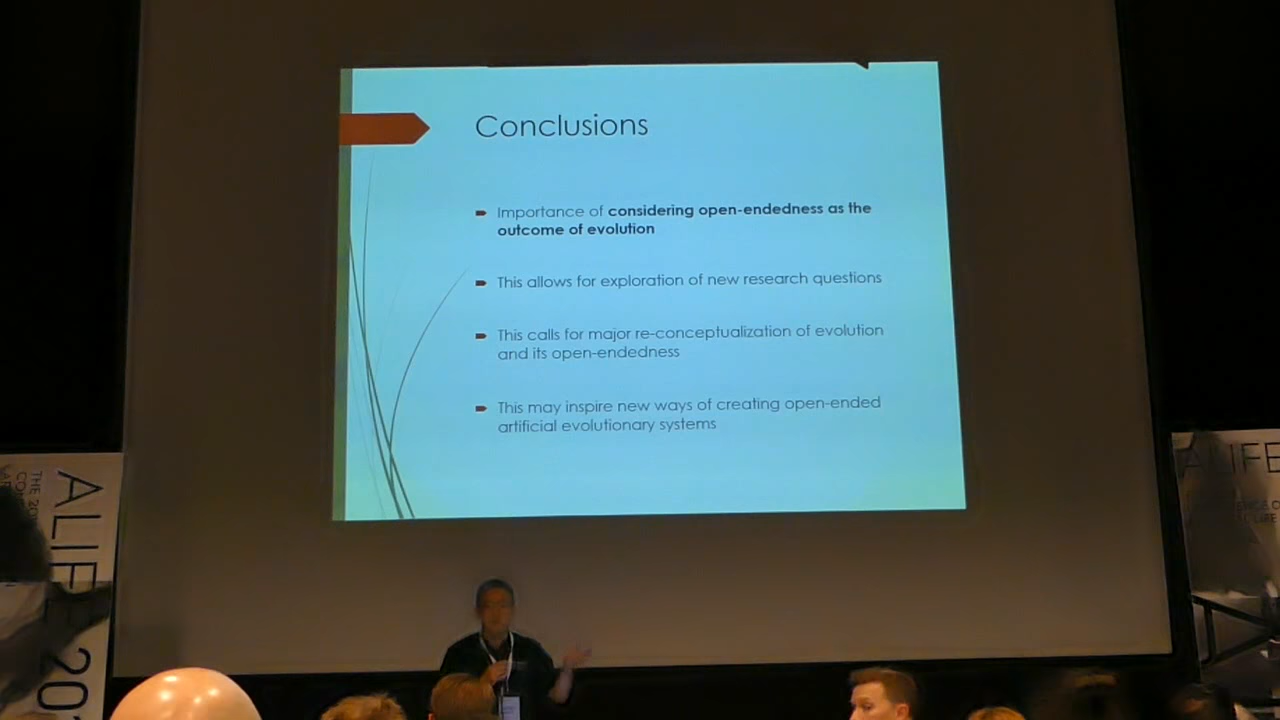 Conclusions
Importance of considering open-endedness as the
outcome of evolution
This allows for exploration of new research questions
This calls for major re-conceptualization of evolution
and its open-endedness
This may inspire new ways of creating open-ended
artificial evolutionary systems
ALIFE
THE
ALIFE